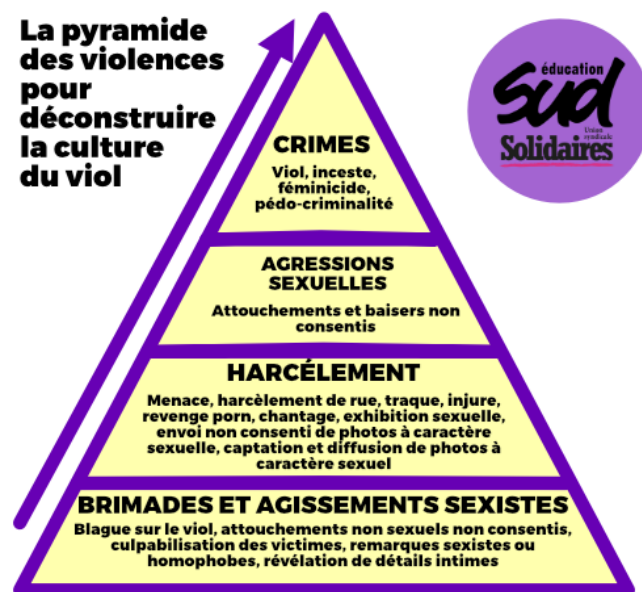 La pyramide
des violences
pour
déconstruire
la culture
du viol
éducation
Sud
Union
syndicale
Solidaires
CRIMES
Viol, inceste,
féminicide,
pédo-criminalité
AGRESSIONS
SEXUELLES
Attouchements et baisers non
consentis
HARCÉLEMENT
Menace, harcèlement de rue, traque, injure,
revenge porn, chantage, exhibition sexuelle,
envoi non consenti de photos à caractère
sexuelle, captation et diffusion de photos à
caractère sexuel
BRIMADES ET AGISSEMENTS SEXISTES
Blague sur le viol, attouchements non sexuels non consentis,
culpabilisation des victimes, remarques sexistes ou
homophobes, révélation de détails intimes